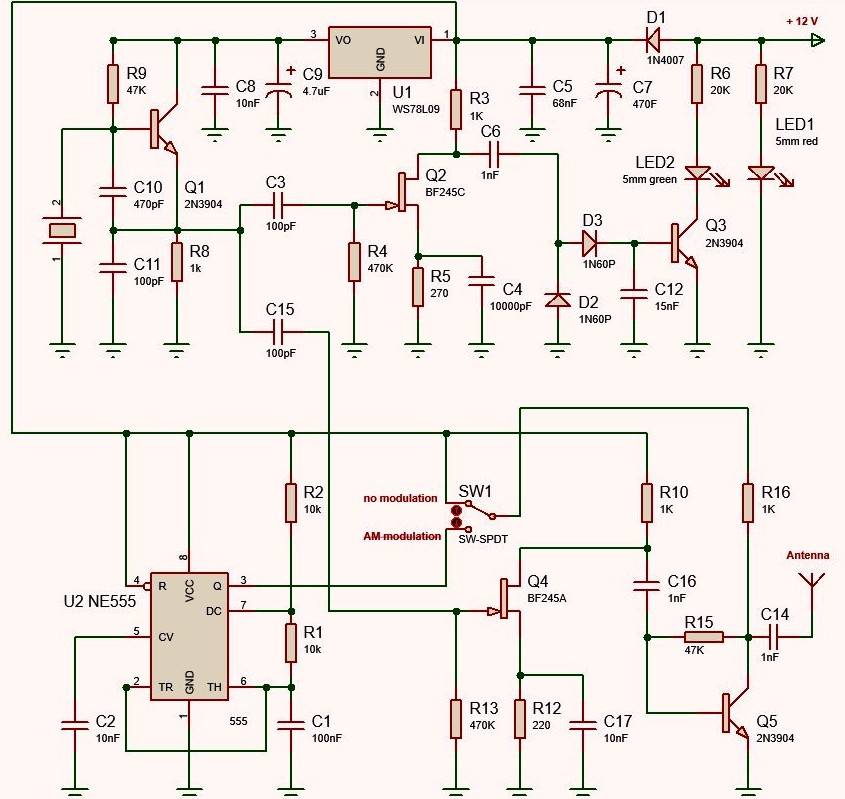 + 12 V
D1
1N4007
3
VO
VI
1
GND
2
U1
WS78L09
R9
47K
C8
10nF
+
C9
4.7uF
R3
1K
C5
68nF
+
C7
470F
R6
20K
R7
20K
LED1
5mm red
LED2
5mm green
C6
1nF
Q1
2N3904
C10
470pF
2
1
C3
100pF
Q2
BF245C
D3
1N60P
Q3
2N3904
C11
100pF
R8
1k
R4
470K
R5
270
C4
10000pF
D2
1N60P
C12
15nF
C15
100pF
R2
10k
no modulation
SW1
AM modulation
SW-SPDT
R10
1K
R16
1K
Antenna
8
4
R
VCC
Q
3
U2 NE555
DC
7
5
CV
2
TR
GND
TH
6
1
555
R1
10k
Q4
BF245A
C16
1nF
R15
47K
C14
1nF
C2
10nF
C1
100nF
R13
470K
R12
220
C17
10nF
Q5
2N3904